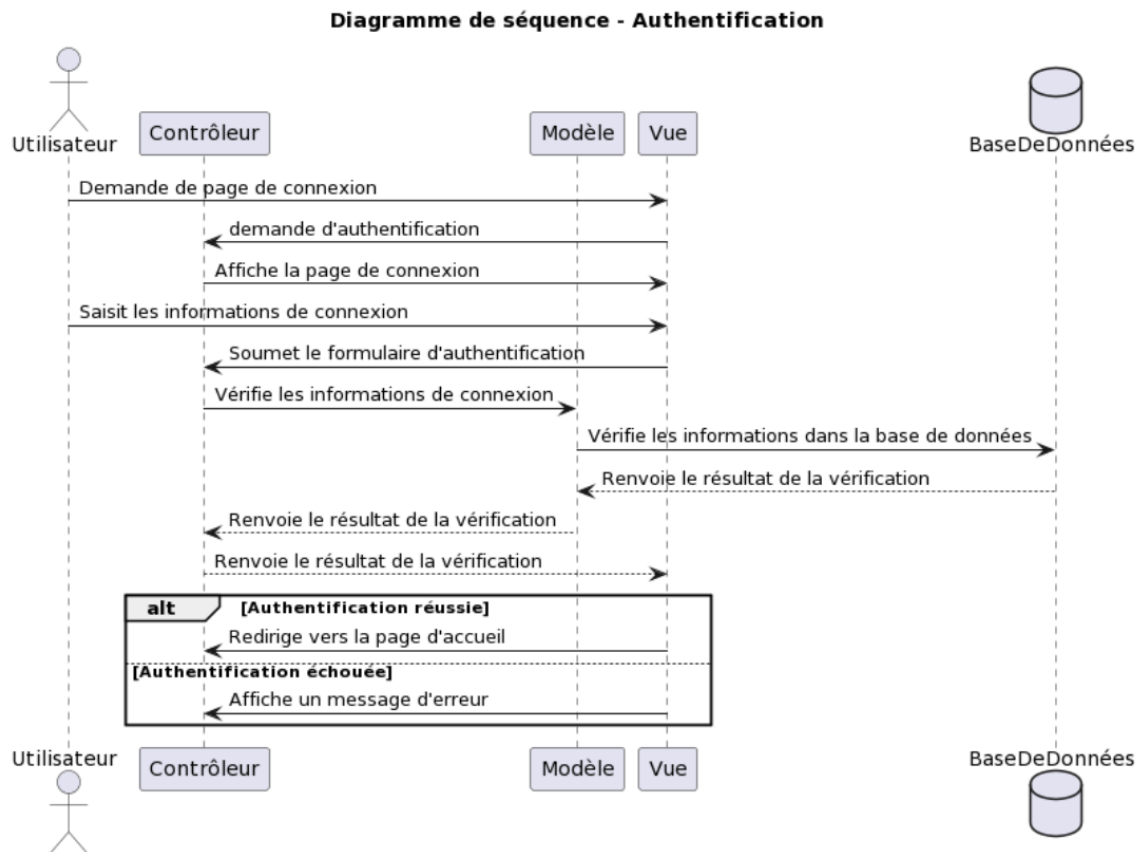 Diagramme de séquence - Authentification
Utilisateur
Contrôleur
Modèle
Vue
BaseDeDonnées
Demande de page de connexion
demande d'authentification
Affiche la page de connexion
Saisit les informations de connexion
Soumet le formulaire d'authentification
Vérifie les informations de connexion
Vérifie les informations dans la base de données
Renvoie le résultat de la vérification
Renvoie le résultat de la vérification
Renvoie le résultat de la vérification
alt [Authentification réussie]
Redirige vers la page d'accueil
[Authentification échouée]
Affiche un message d'erreur
Utilisateur
Contrôleur
Modèle
Vue
BaseDeDonnées